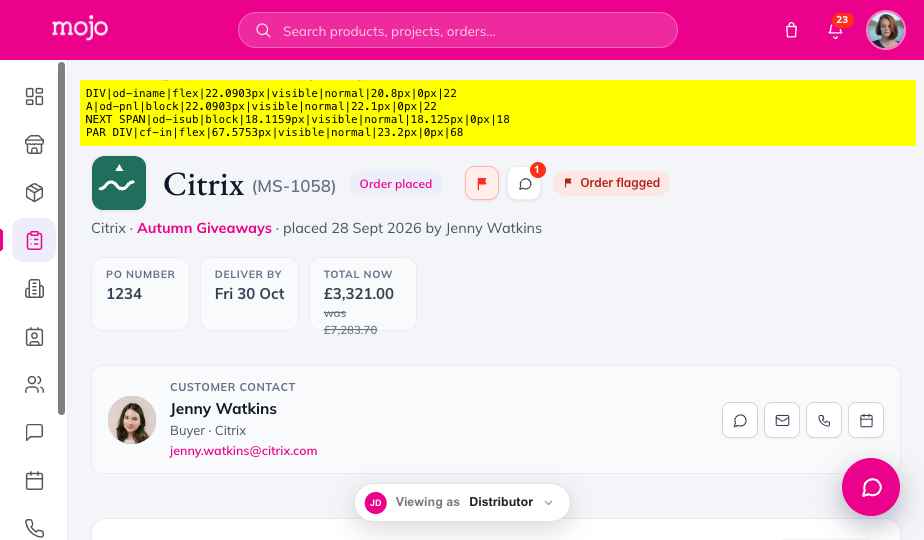 mojo
Search products, projects, orders...
23
DIV|od-iname|flex|22.0903px|visible|normal|20.8px|0px|22
A|od-pnl|block|22.0903px|visible|normal|22.1px|0px|22
NEXT SPAN|od-isub|block|18.1159px|visible|normal|18.125px|0px|18
PAR DIV|cf-in|flex|67.5753px|visible|normal|23.2px|0px|68
Citrix (MS-1058) Order placed 1 Order flagged
Citrix · Autumn Giveaways · placed 28 Sept 2026 by Jenny Watkins
PO NUMBER
1234
DELIVER BY
Fri 30 Oct
TOTAL NOW
£3,321.00
was
£7,283.70
CUSTOMER CONTACT
Jenny Watkins
Buyer · Citrix
jenny.watkins@citrix.com
JD Viewing as Distributor